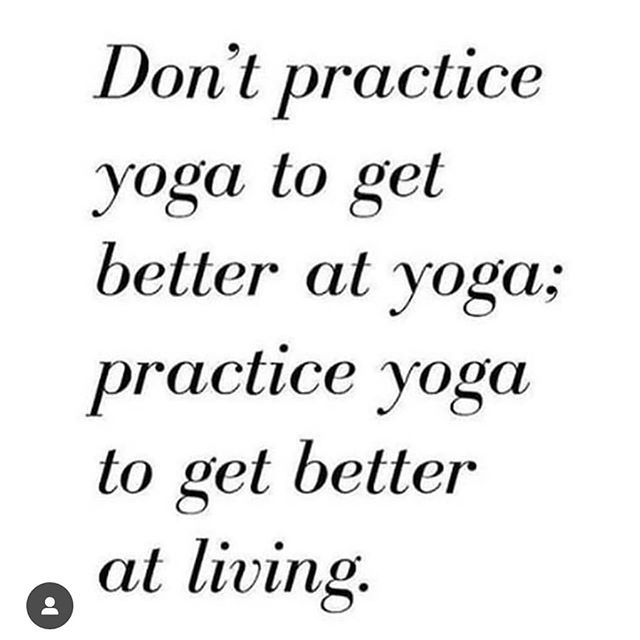 Don't practice
yoga to get
better at yoga;
practice yoga
to get better
at living.